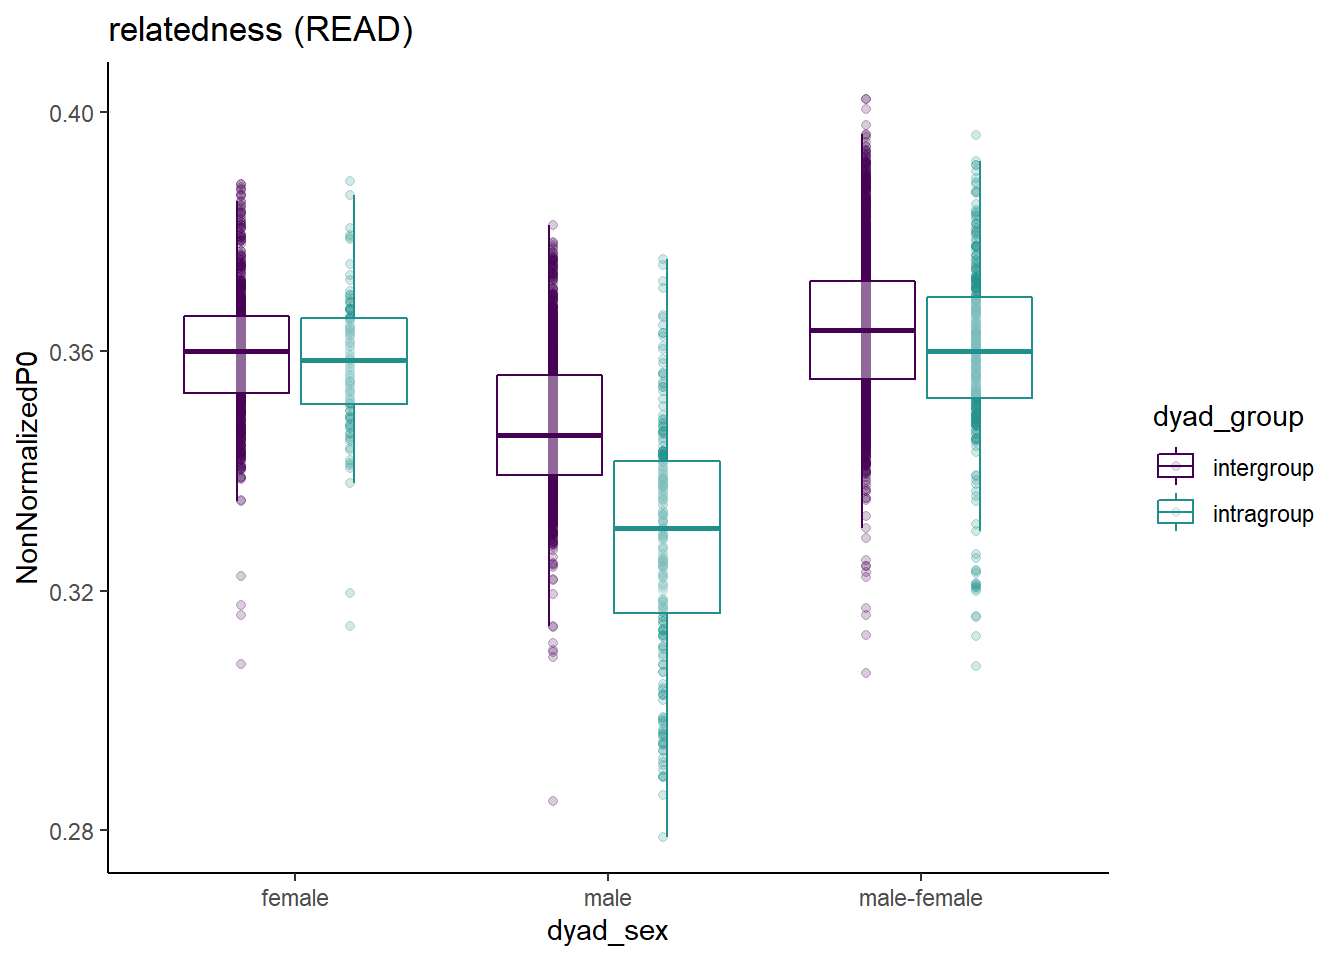 relatedness (READ)
NonNormalizedP0
0.40
0.36
0.32
0.28
female
male
male-female
dyad_sex
dyad_group
intergroup
intragroup